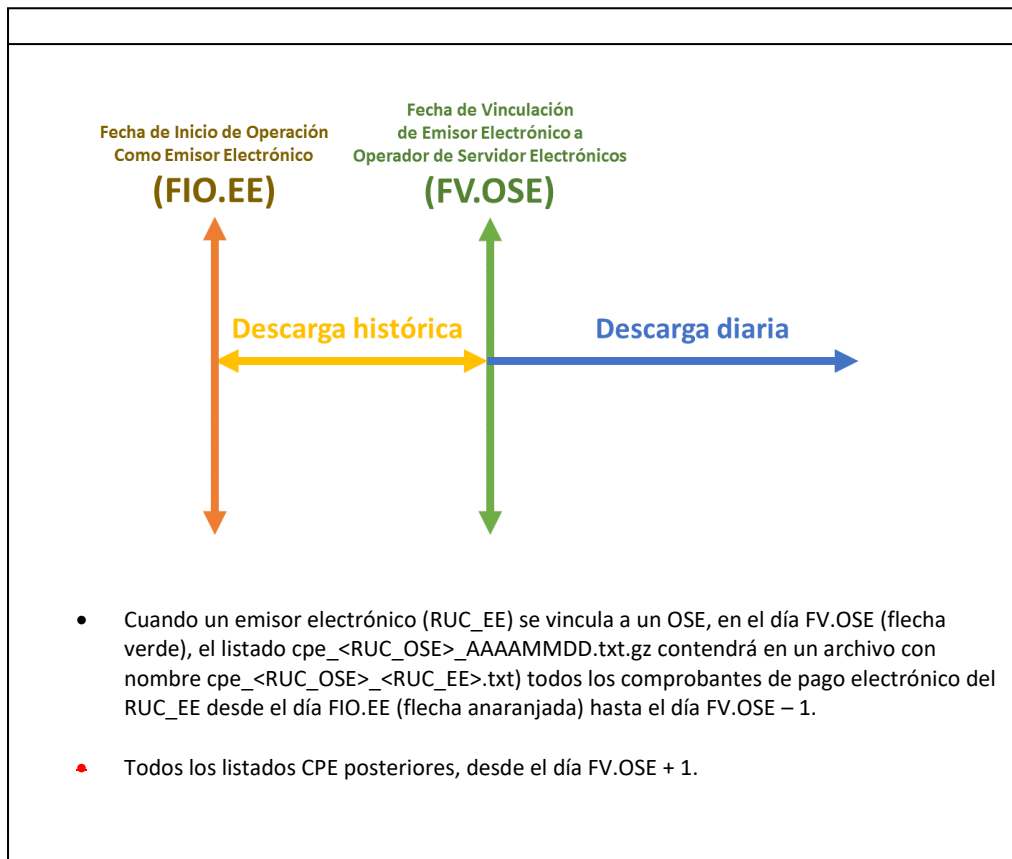 Fecha de Inicio de Operación
Como Emisor Electrónico
(FIO.EE)
Fecha de Vinculación
de Emisor Electrónico a
Operador de Servidor Electrónicos
(FV.OSE)
Descarga histórica
Descarga diaria
• Cuando un emisor electrónico (RUC_EE) se vincula a un OSE, en el día FV.OSE (flecha
verde), el listado cpe_<RUC_OSE>_AAAAMMDD.txt.gz contendrá en un archivo con
nombre cpe_<RUC_OSE>_<RUC_EE>.txt) todos los comprobantes de pago electrónico del
RUC_EE desde el día FIO.EE (flecha anaranjada) hasta el día FV.OSE – 1.
• Todos los listados CPE posteriores, desde el día FV.OSE + 1.